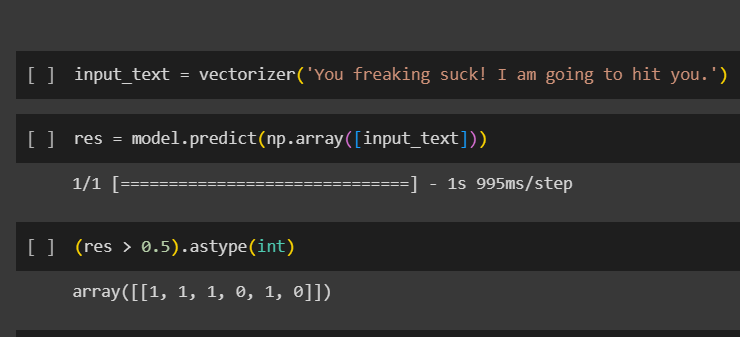 [ ] input_text = vectorizer('You freaking suck! I am going to hit you.')
[ ] res = model.predict(np.array([input_text]))
1/1 [==============================] - 1s 995ms/step
[ ] (res > 0.5).astype(int)
array([[1, 1, 1, 0, 1, 0]])